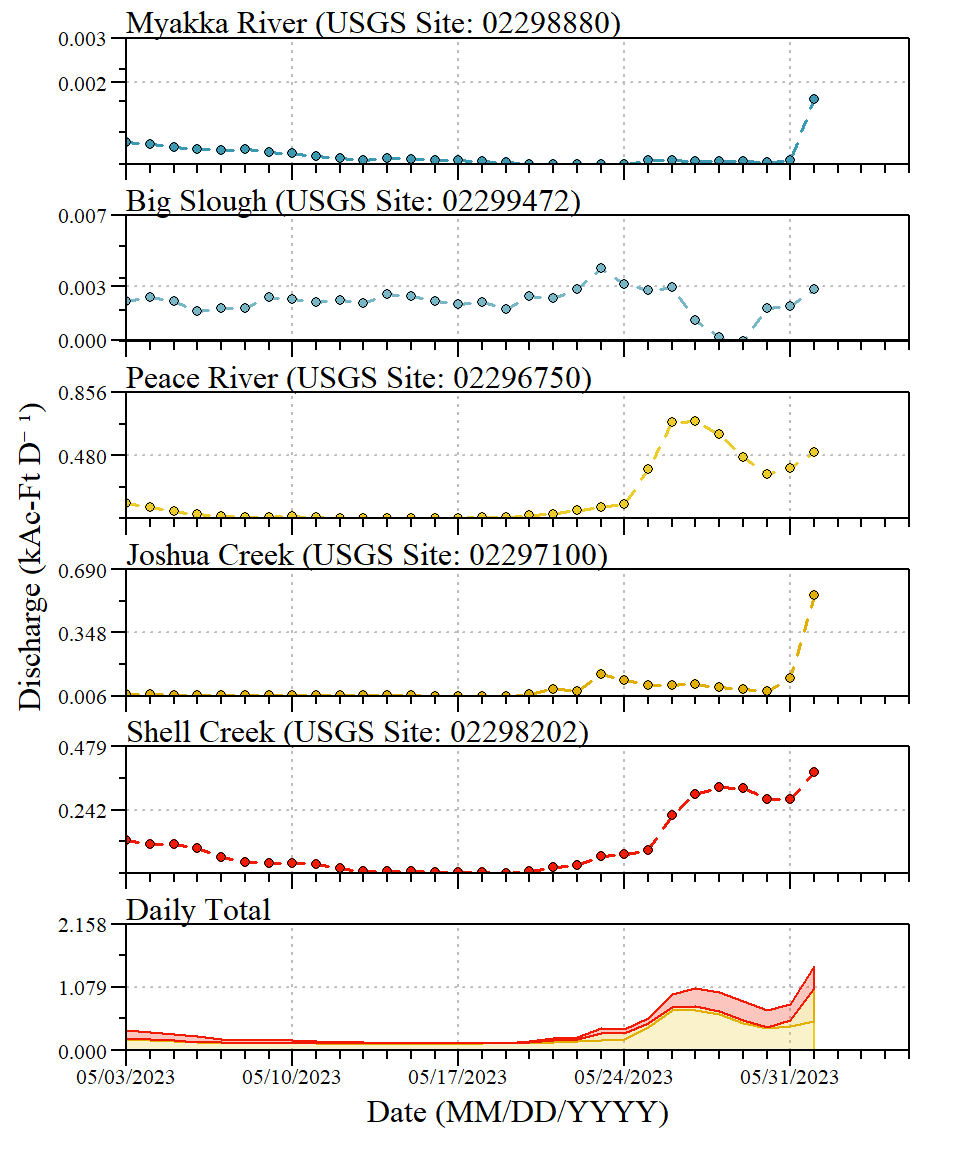 Myakka River (USGS Site: 02298880)
0.003
0.002
Big Slough (USGS Site: 02299472)
0.007
0.003
0.000
Peace River (USGS Site: 02296750)
0.856
0.480
Joshua Creek (USGS Site: 02297100)
0.690
0.348
0.006
Shell Creek (USGS Site: 02298202)
0.479
0.242
Daily Total
2.158
1.079
0.000
Discharge (kAc-Ft D⁻¹)
05/03/2023 05/10/2023 05/17/2023 05/24/2023 05/31/2023
Date (MM/DD/YYYY)